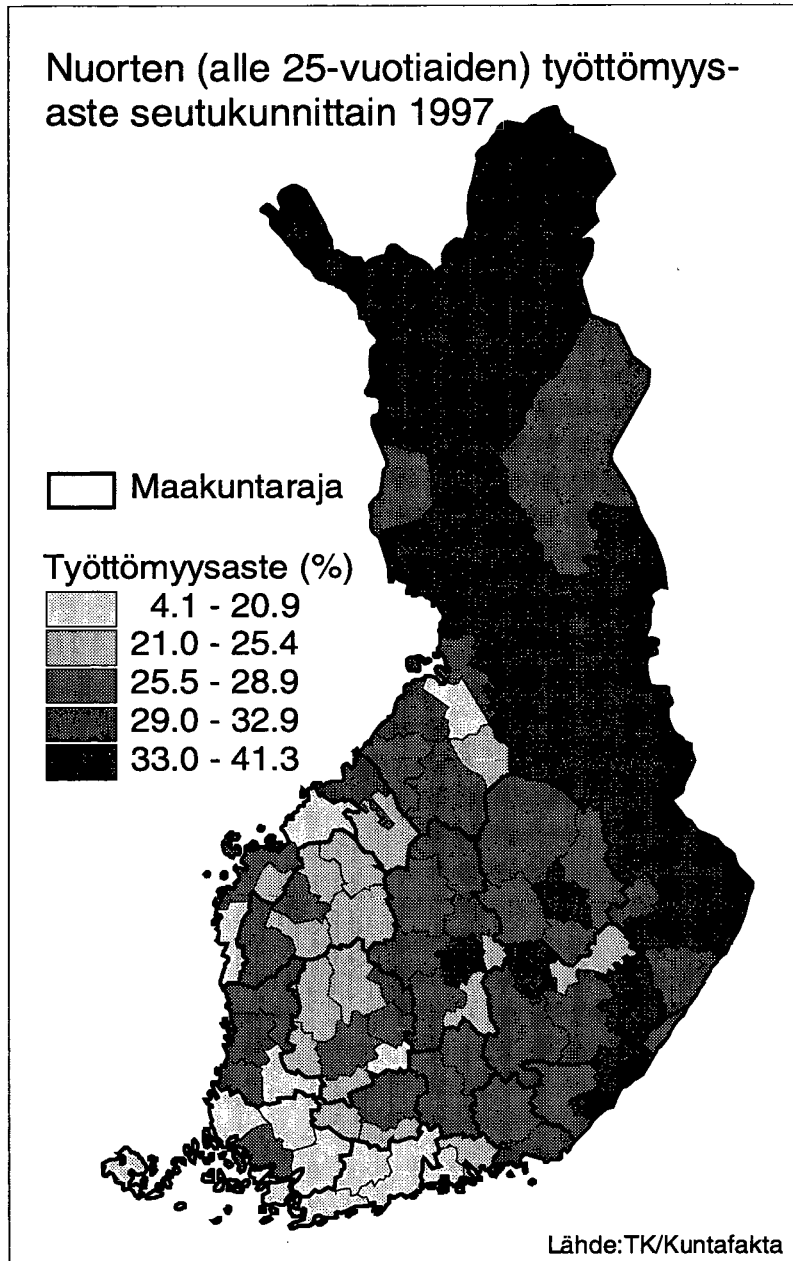 Nuorten (alle 25-vuotiaiden) työttömyys-
aste seutukunnittain 1997
Maakuntaraja
Työttömyysaste (%)
4.1 - 20.9
21.0 - 25.4
25.5 - 28.9
29.0 - 32.9
33.0 - 41.3
Lähde:TK/Kuntafakta